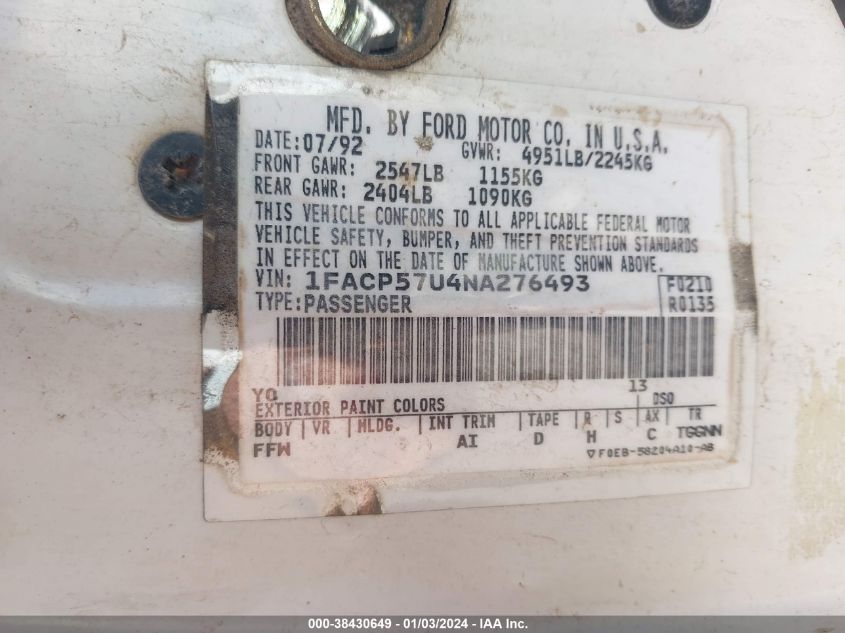 MFD. BY FORD MOTOR CO. IN U.S.A.
DATE: 07/92 GVWR: 4951LB/2245KG
FRONT GAWR: 2547LB 1155KG
REAR GAWR: 2404LB 1090KG
THIS VEHICLE CONFORMS TO ALL APPLICABLE FEDERAL MOTOR
VEHICLE SAFETY, BUMPER, AND THEFT PREVENTION STANDARDS
IN EFFECT ON THE DATE OF MANUFACTURE SHOWN ABOVE.
VIN: 1FACP57U4NA276493 F0210
TYPE: PASSENGER R0135
YO 13
EXTERIOR PAINT COLORS DSO
BODY | VR | MLDG. | INT TRIM | TAPE | R | S | AX | TR
FFW AI D H C TGGNN
▽F0EB-58204A10-AB
000-38430649 - 01/03/2024 - IAA Inc.